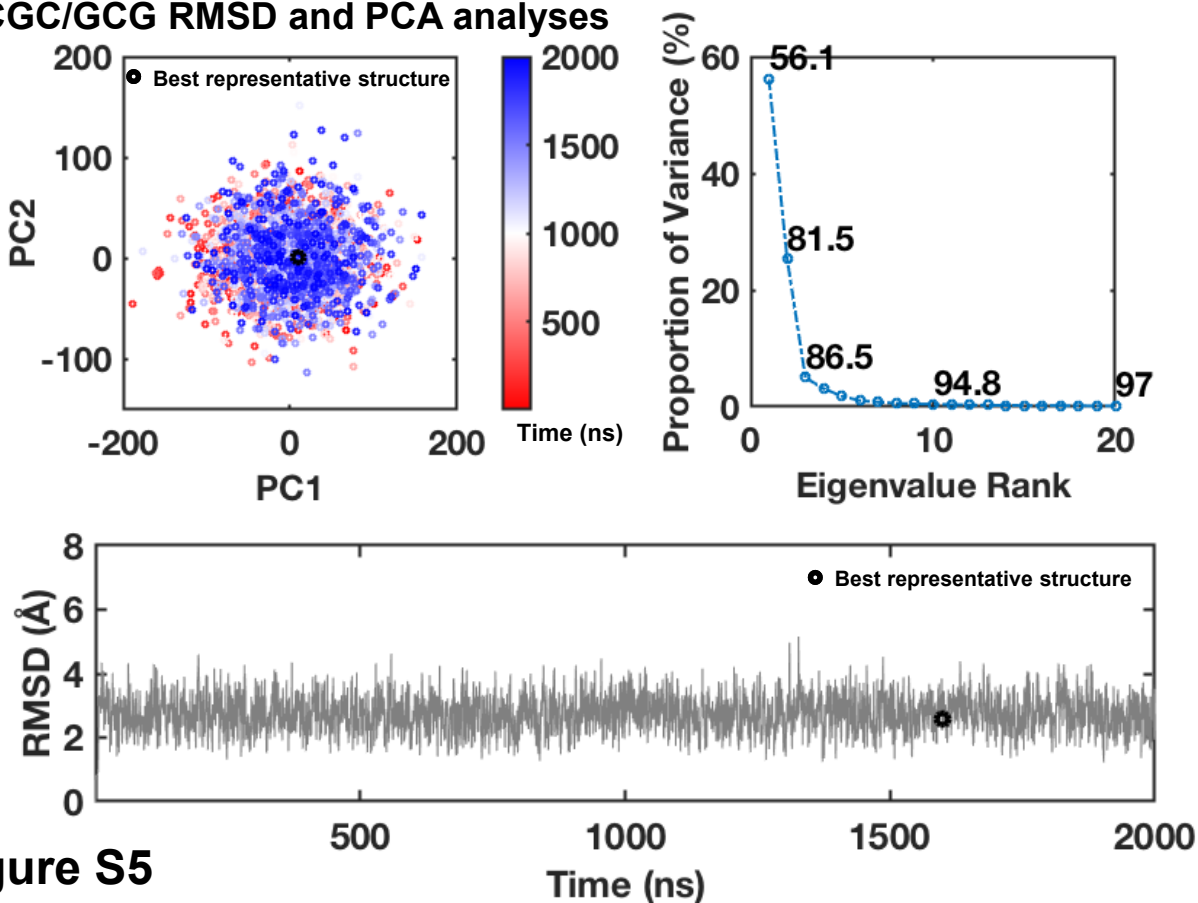 CGC/GCG RMSD and PCA analyses
200
100
0
-100
-200
0
200
PC2
PC1
Best representative structure
2000
1500
1000
500
Time (ns)
Proportion of Variance (%)
60
40
20
0
56.1
81.5
86.5
94.8
97
0
10
20
Eigenvalue Rank
RMSD (Å)
8
6
4
2
0
Best representative structure
500
1000
1500
2000
Time (ns)
gure S5